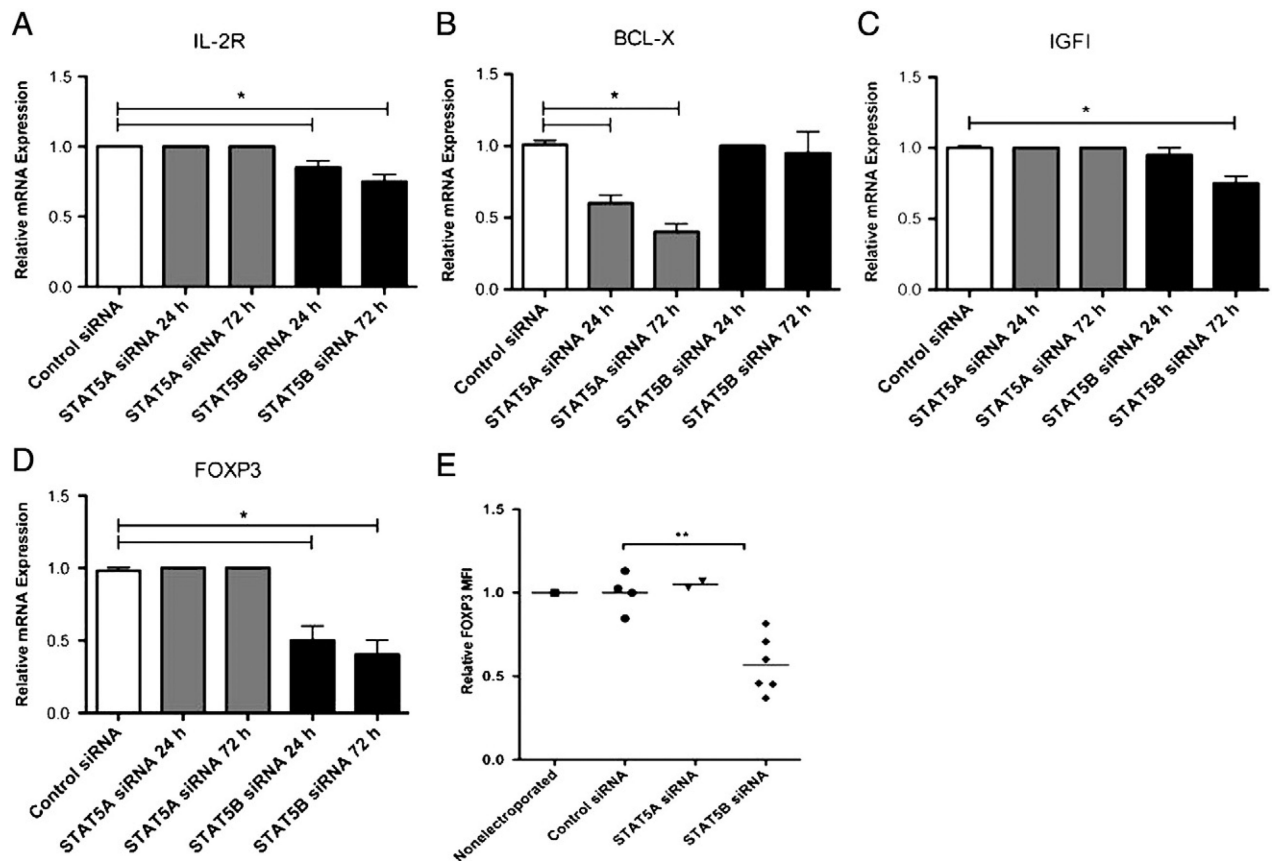 A
IL-2R
Relative mRNA Expression
1.5
1.0
0.5
0.0
*
Control siRNA
STAT5A siRNA 24 h
STAT5A siRNA 72 h
STAT5B siRNA 24 h
STAT5B siRNA 72 h
B
BCL-X
Relative mRNA Expression
1.5
1.0
0.5
0.0
*
Control siRNA
STAT5A siRNA 24 h
STAT5A siRNA 72 h
STAT5B siRNA 24 h
STAT5B siRNA 72 h
C
IGFI
Relative mRNA Expression
1.5
1.0
0.5
0.0
*
Control siRNA
STAT5A siRNA 24 h
STAT5A siRNA 72 h
STAT5B siRNA 24 h
STAT5B siRNA 72 h
D
FOXP3
Relative mRNA Expression
1.5
1.0
0.5
0.0
*
Control siRNA
STAT5A siRNA 24 h
STAT5A siRNA 72 h
STAT5B siRNA 24 h
STAT5B siRNA 72 h
E
Relative FOXP3 MFI
1.5
1.0
0.5
0.0
**
Nonelectroporated
Control siRNA
STAT5A siRNA
STAT5B siRNA